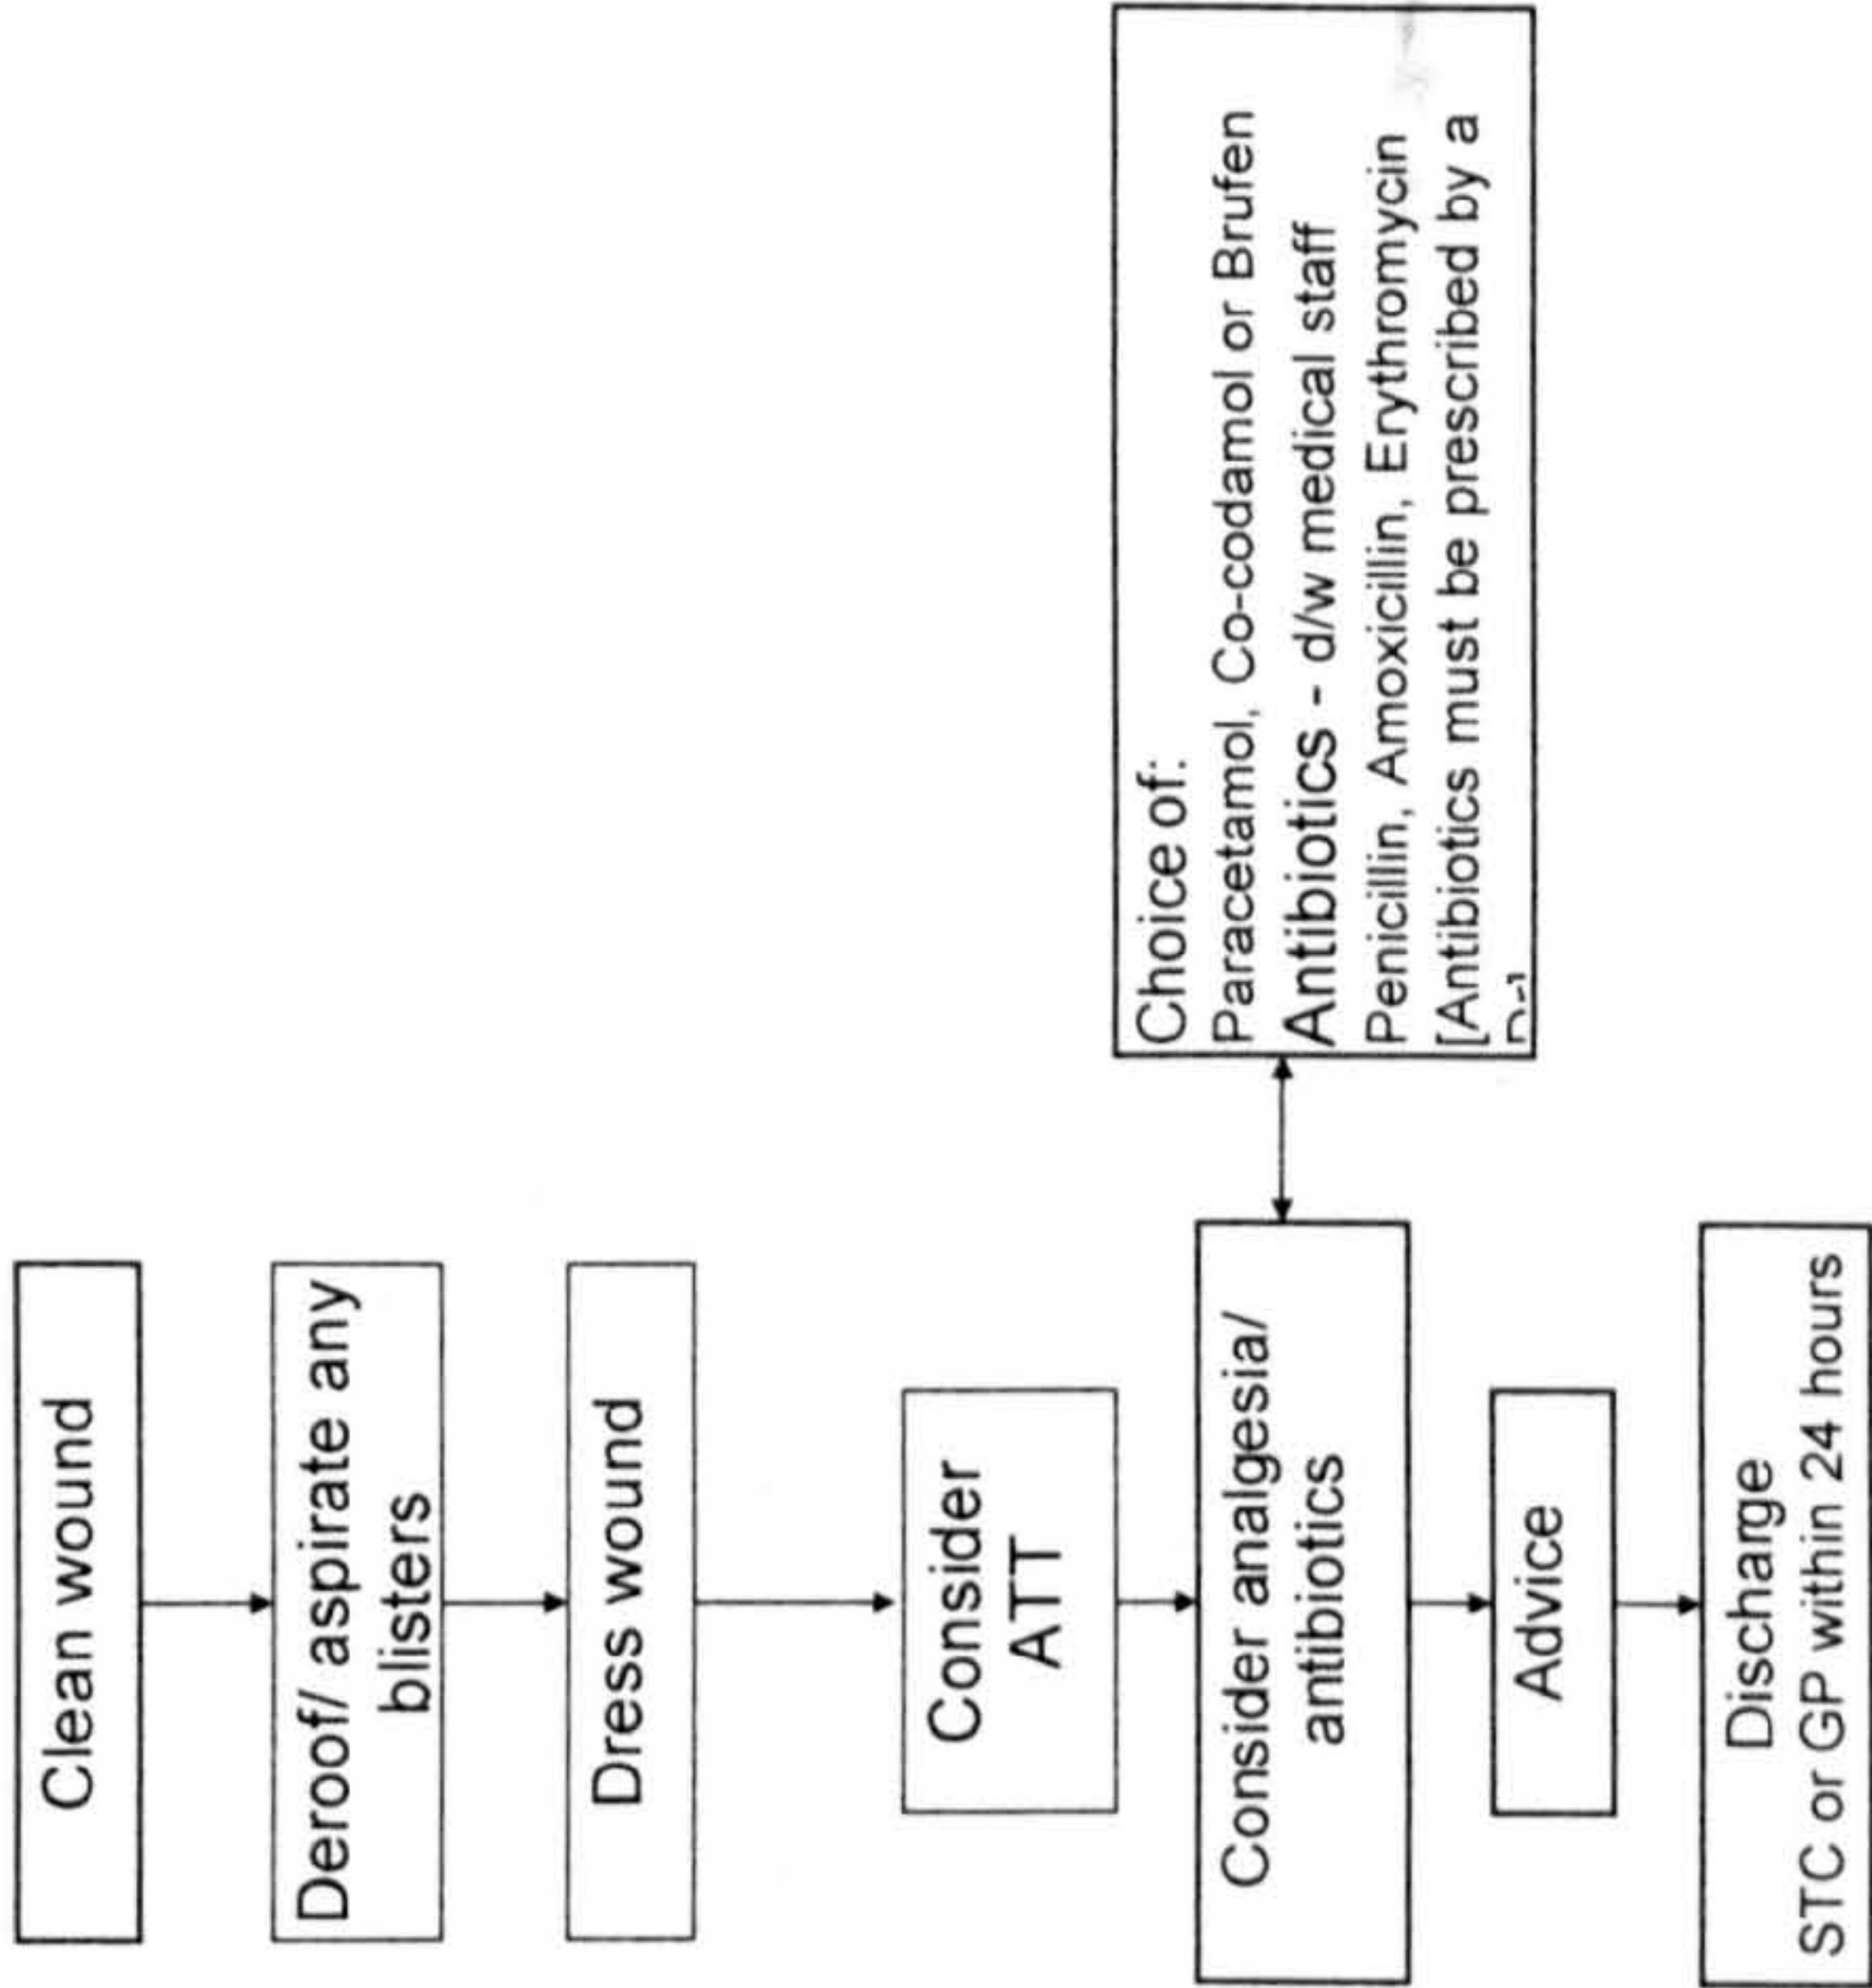 Clean wound
Deroof/ aspirate any
blisters
Dress wound
Consider
ATT
Consider analgesia/
antibiotics
Choice of:
Paracetamol, Co-codamol or Brufen
Antibiotics - d/w medical staff
Penicillin, Amoxicillin, Erythromycin
[Antibiotics must be prescribed by a
Advice
Discharge
STC or GP within 24 hours